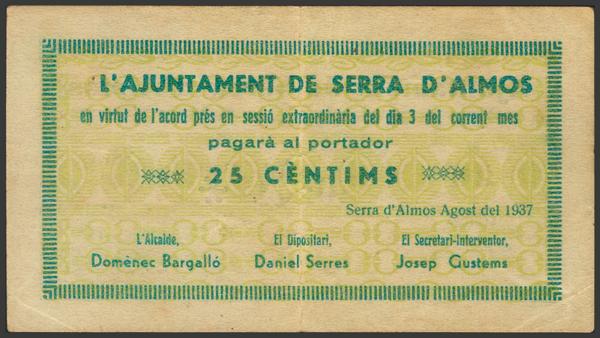 L'AJUNTAMENT DE SERRA D'ALMOS
en virtut de l'acord prés en sessió extraordinària del dia 3 del corrent mes
pagarà al portador
25 CÈNTIMS
Serra d'Almos Agost del 1937
L'Alcalde, El Dipositari, El Secretari-Interventor,
Domènec Bargalló Daniel Serres Josep Gustems